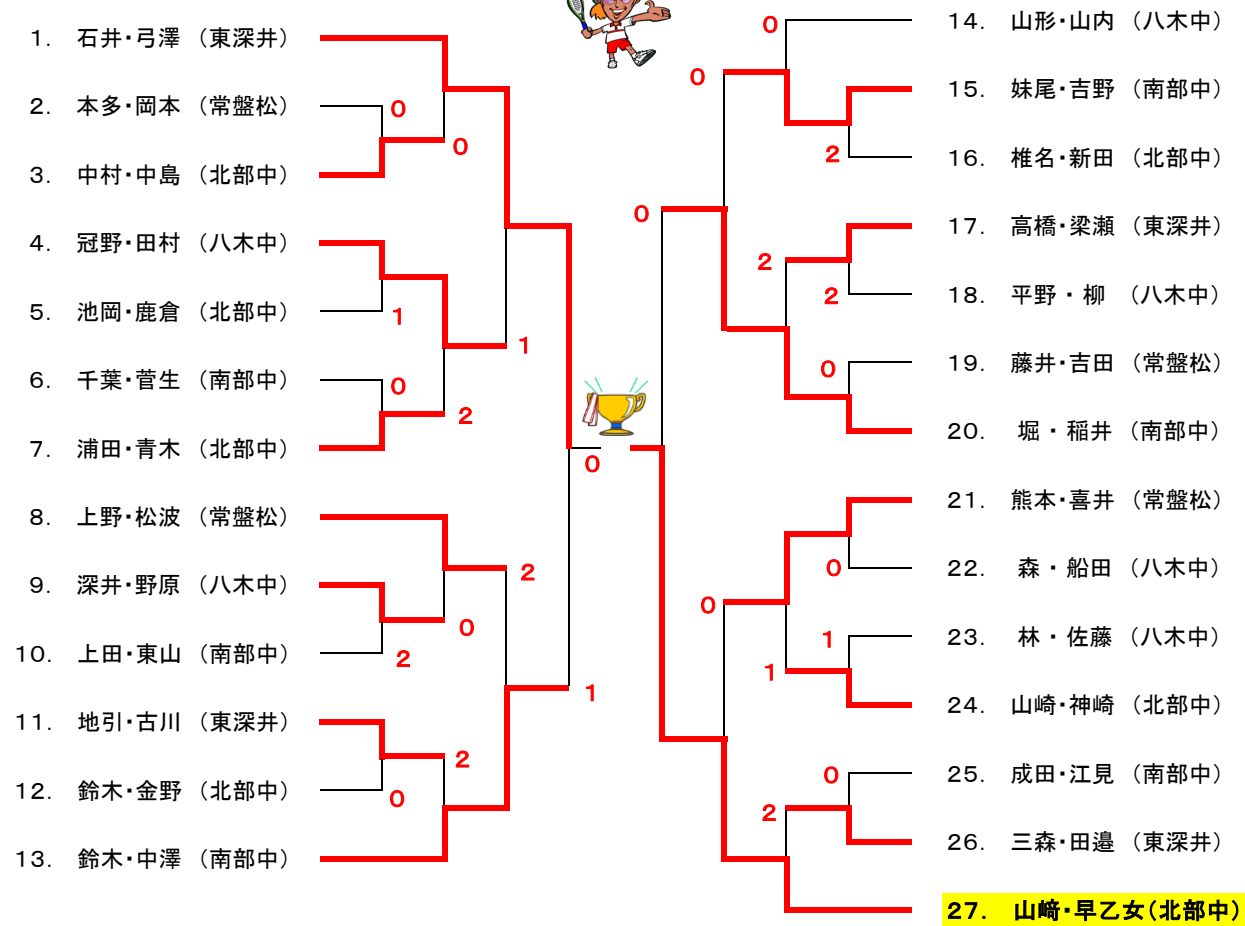 1. 石井・弓澤 （東深井）
2. 本多・岡本 （常盤松）
0
0
3. 中村・中島 （北部中）
4. 冠野・田村 （八木中）
5. 池岡・鹿倉 （北部中）
1
1
6. 千葉・菅生 （南部中）
0
2
7. 浦田・青木 （北部中）
0
8. 上野・松波 （常盤松）
2
9. 深井・野原 （八木中）
0
10. 上田・東山 （南部中）
2
1
11. 地引・古川 （東深井）
2
12. 鈴木・金野 （北部中）
0
13. 鈴木・中澤 （南部中）
14. 山形・山内 （八木中）
0
0
15. 妹尾・吉野 （南部中）
16. 椎名・新田 （北部中）
2
0
17. 高橋・梁瀬 （東深井）
2
18. 平野 ・ 柳 （八木中）
2
19. 藤井・吉田 （常盤松）
0
20. 堀 ・ 稲井 （南部中）
21. 熊本・喜井 （常盤松）
22. 森 ・ 船田 （八木中）
0
0
23. 林 ・ 佐藤 （八木中）
1
1
24. 山崎・神崎 （北部中）
25. 成田・江見 （南部中）
0
2
26. 三森・田邉 （東深井）
27. 山﨑・早乙女（北部中）